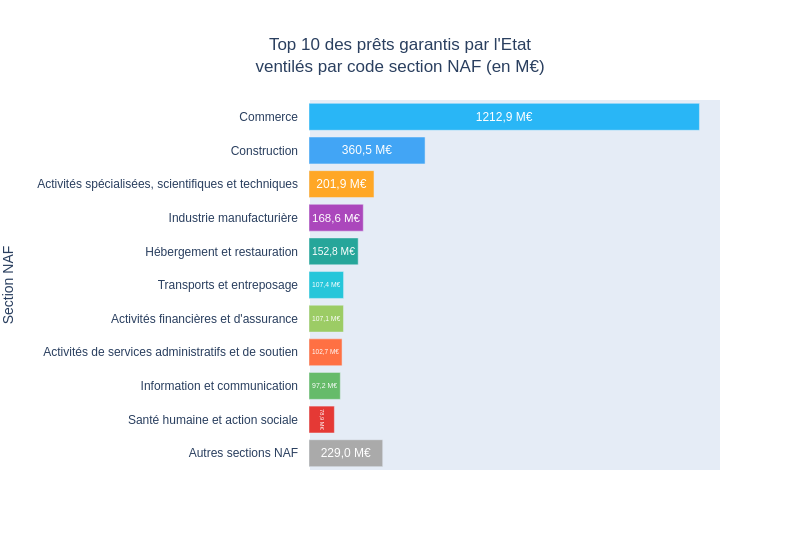 Top 10 des prêts garantis par l'Etat
ventilés par code section NAF (en M€)
Section NAF
Commerce 1212,9 M€
Construction 360,5 M€
Activités spécialisées, scientifiques et techniques 201,9 M€
Industrie manufacturière 168,6 M€
Hébergement et restauration 152,8 M€
Transports et entreposage 107,4 M€
Activités financières et d'assurance 107,1 M€
Activités de services administratifs et de soutien 102,7 M€
Information et communication 97,2 M€
Santé humaine et action sociale
Autres sections NAF 229,0 M€